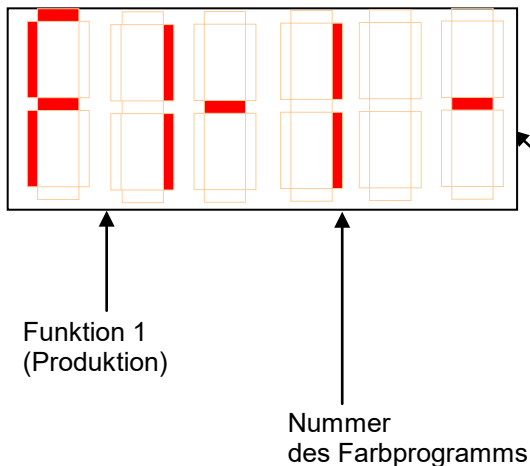 F1-1 -
Funktion 1
(Produktion)
Nummer
des Farbprogramms